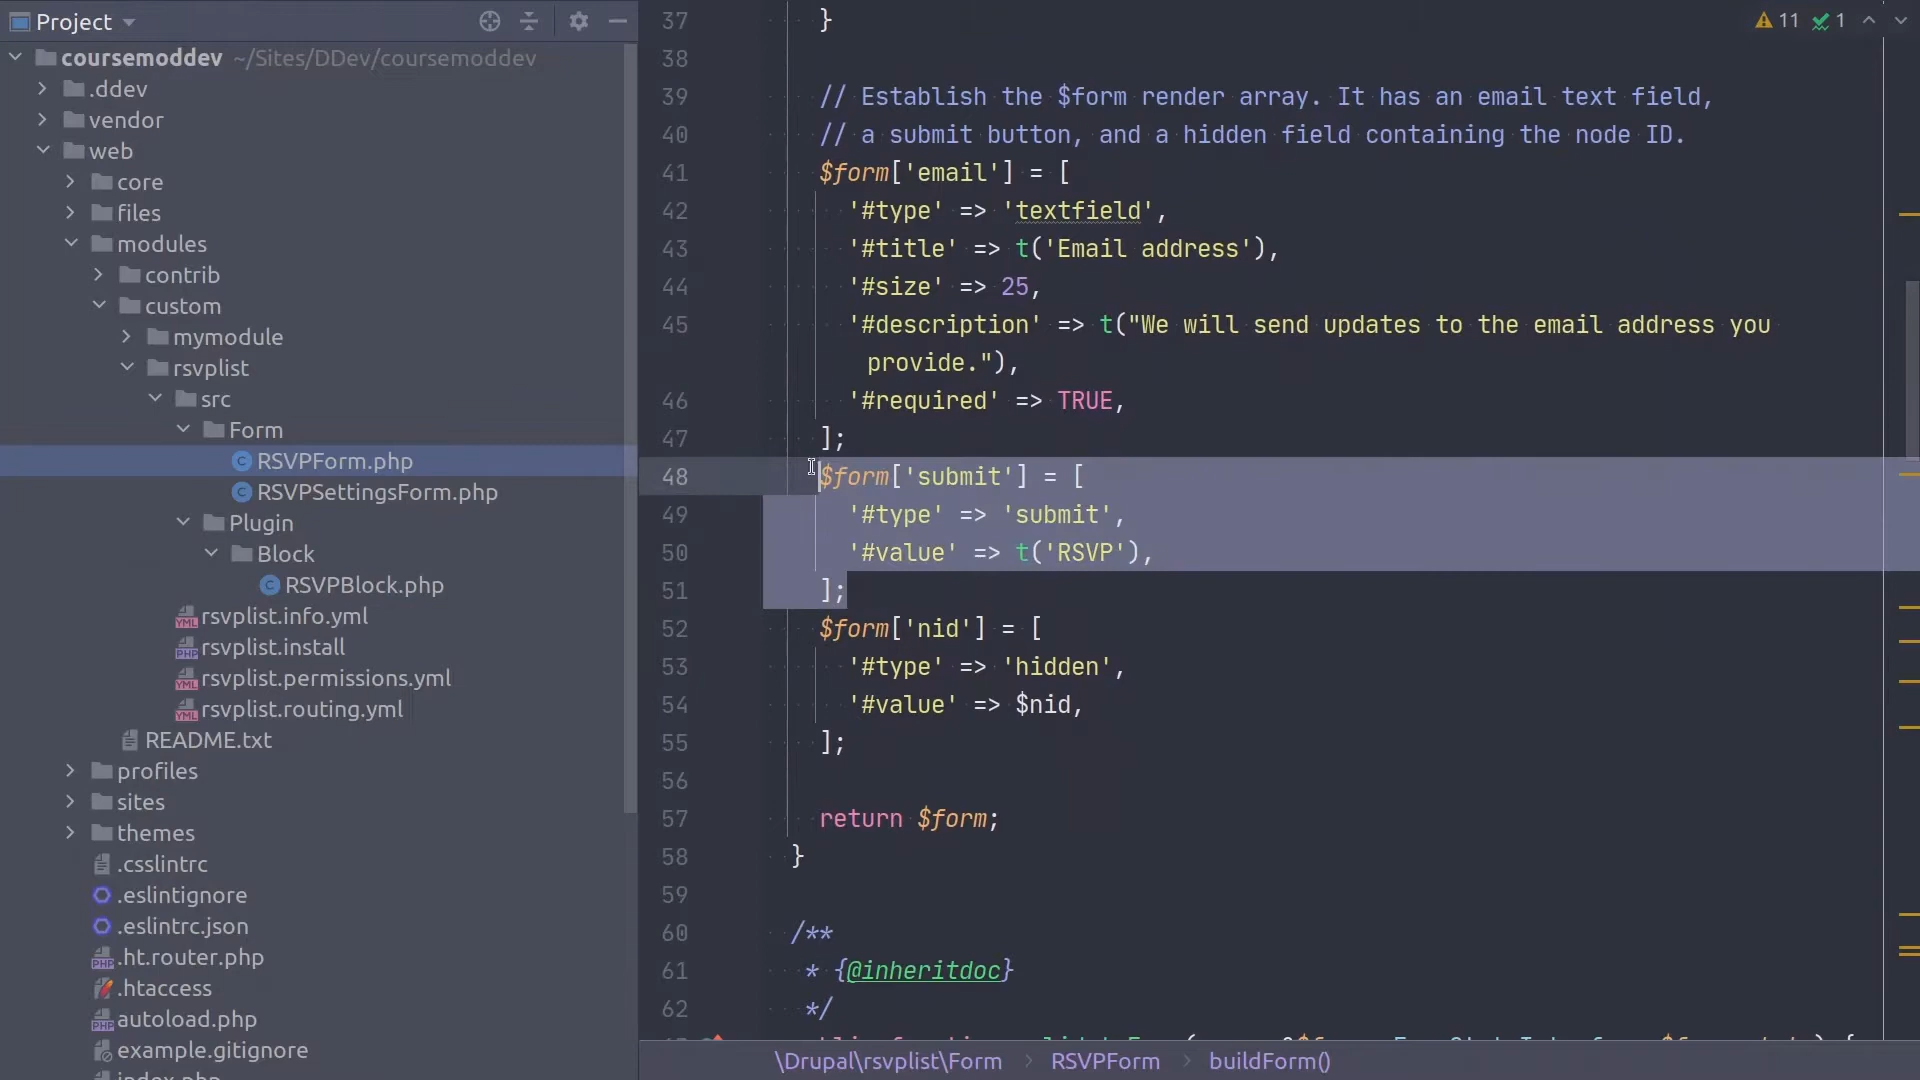 Project
coursemoddev ~/Sites/DDev/coursemoddev
.ddev
vendor
web
core
files
modules
contrib
custom
mymodule
rsvplist
src
Form
RSVPForm.php
RSVPSettingsForm.php
Plugin
Block
RSVPBlock.php
rsvplist.info.yml
rsvplist.install
rsvplist.permissions.yml
rsvplist.routing.yml
README.txt
profiles
sites
themes
.csslintrc
.eslintignore
.eslintrc.json
.ht.router.php
.htaccess
autoload.php
example.gitignore
index.php
11 1
37 }
38
39 // Establish the $form render array. It has an email text field,
40 // a submit button, and a hidden field containing the node ID.
41 $form['email'] = [
42 '#type' => 'textfield',
43 '#title' => t('Email address'),
44 '#size' => 25,
45 '#description' => t("We will send updates to the email address you
provide."),
46 '#required' => TRUE,
47 ];
48 $form['submit'] = [
49 '#type' => 'submit',
50 '#value' => t('RSVP'),
51 ];
52 $form['nid'] = [
53 '#type' => 'hidden',
54 '#value' => $nid,
55 ];
56
57 return $form;
58 }
59
60 /**
61 * {@inheritdoc}
62 */
\Drupal\rsvplist\Form > RSVPForm > buildForm()